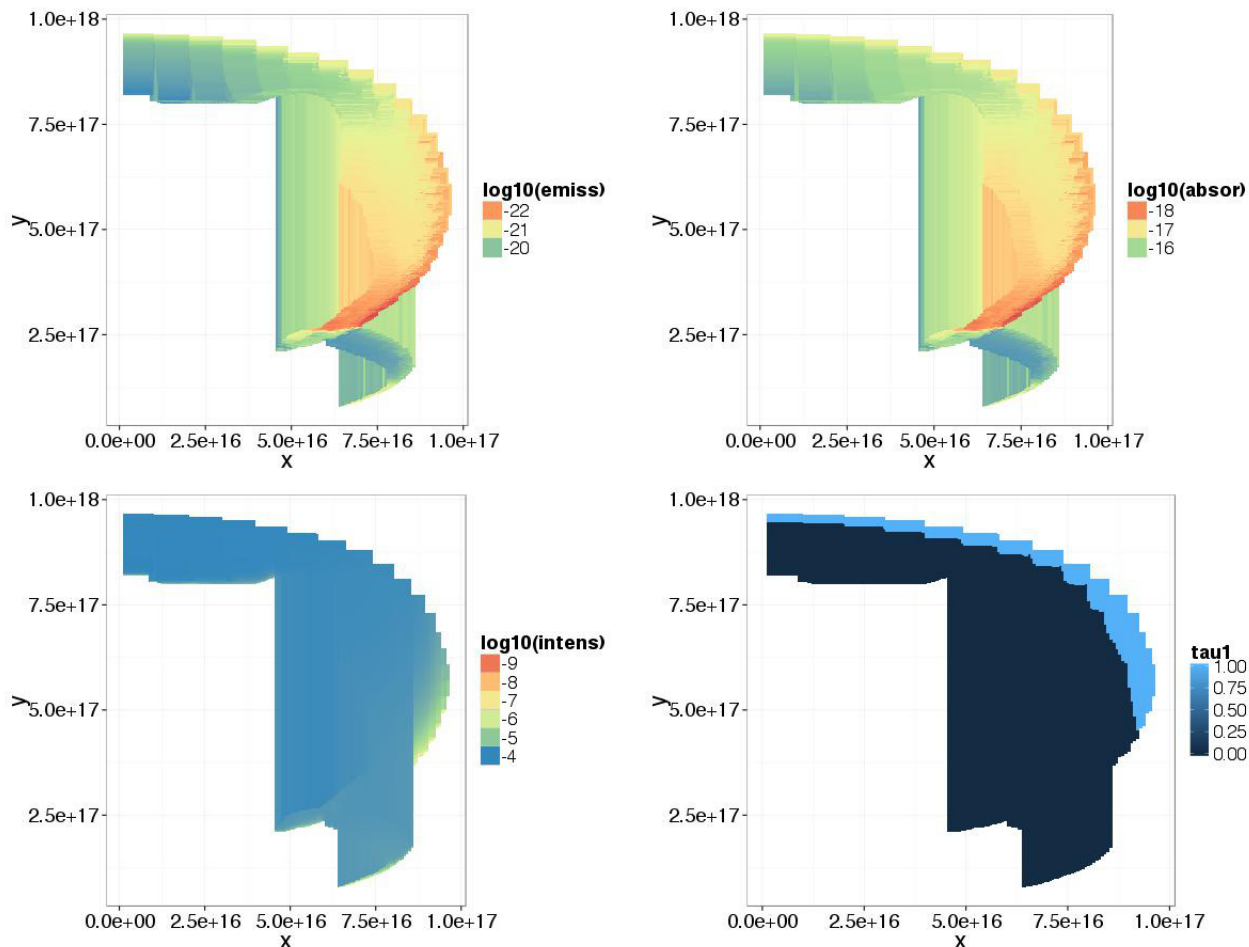 1.0e+18
7.5e+17
5.0e+17
2.5e+17
y
0.0e+00 2.5e+16 5.0e+16 7.5e+16 1.0e+17
x
log10(emiss)
-22
-21
-20
1.0e+18
7.5e+17
5.0e+17
2.5e+17
y
0.0e+00 2.5e+16 5.0e+16 7.5e+16 1.0e+17
x
log10(absor)
-18
-17
-16
1.0e+18
7.5e+17
5.0e+17
2.5e+17
y
0.0e+00 2.5e+16 5.0e+16 7.5e+16 1.0e+17
x
log10(intens)
-9
-8
-7
-6
-5
-4
1.0e+18
7.5e+17
5.0e+17
2.5e+17
y
0.0e+00 2.5e+16 5.0e+16 7.5e+16 1.0e+17
x
tau1
1.00
0.75
0.50
0.25
0.00